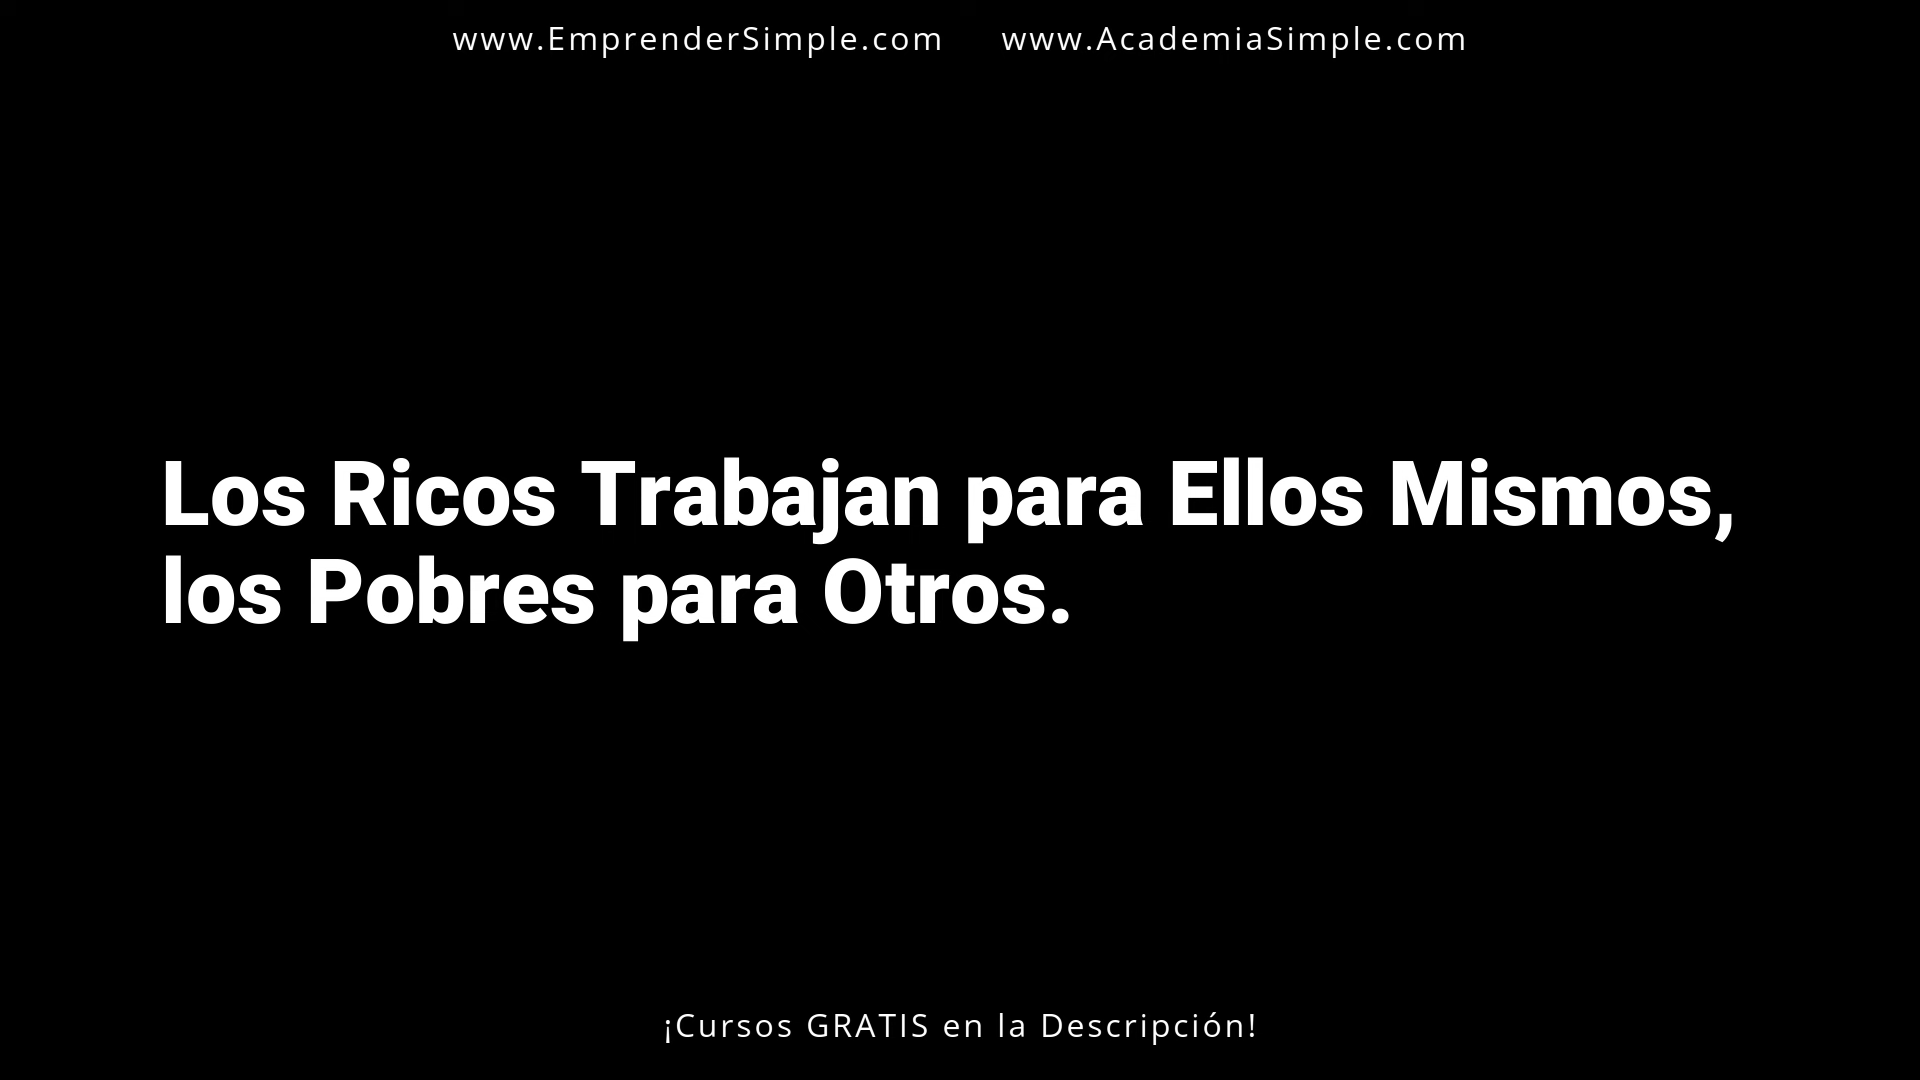 www.EmprenderSimple.com www.AcademiaSimple.com
Los Ricos Trabajan para Ellos Mismos,
los Pobres para Otros.
¡Cursos GRATIS en la Descripción!